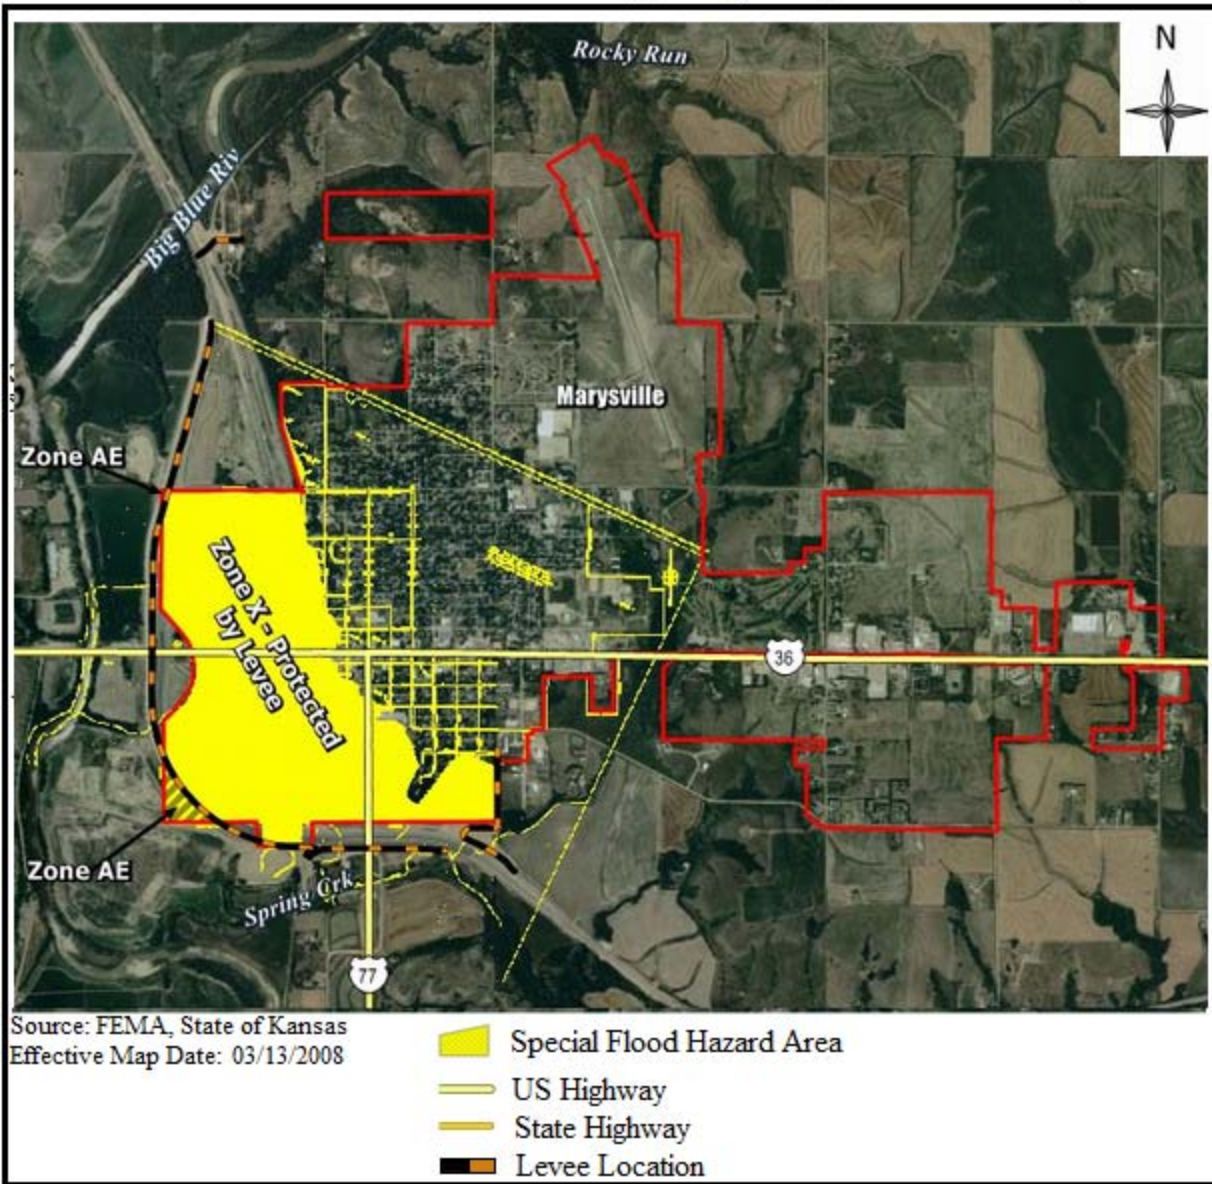 N
Rocky Run
Big Blue Riv
Marysville
Zone AE
Zone X - Protected
by Levee
36
Zone AE
Spring Crk
77
Source: FEMA, State of Kansas
Effective Map Date: 03/13/2008
Special Flood Hazard Area
US Highway
State Highway
Levee Location